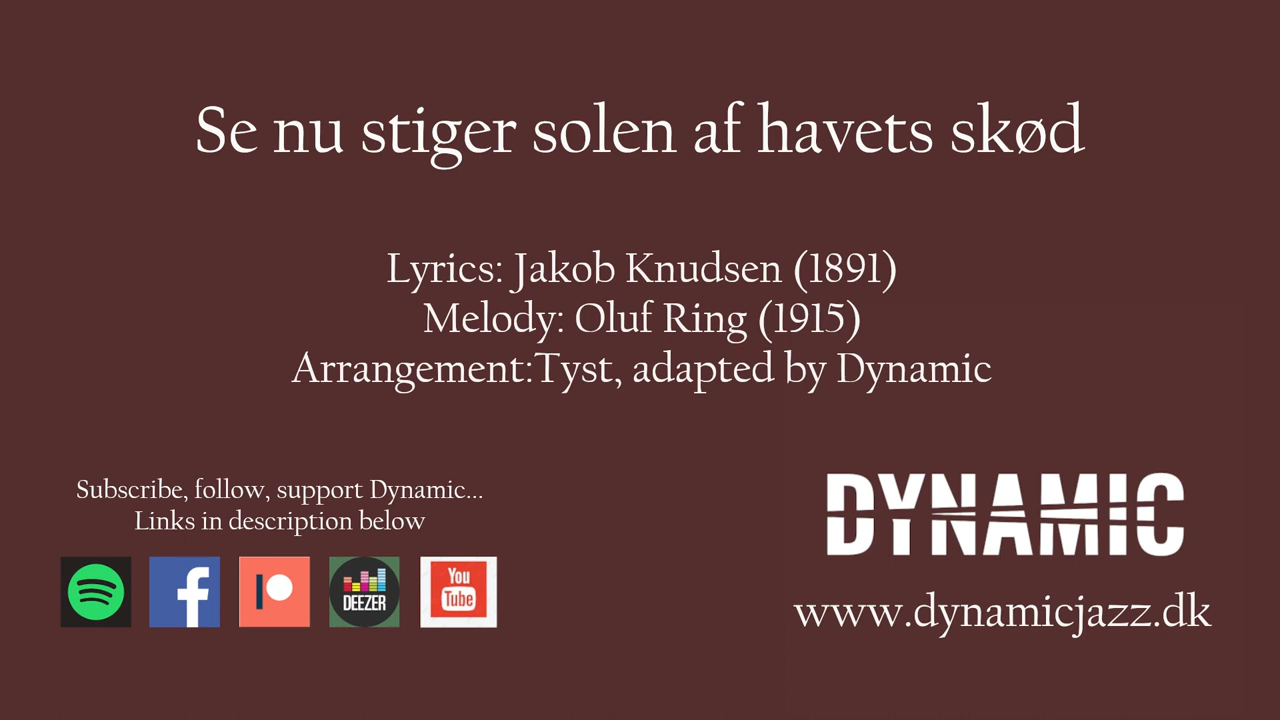 Se nu stiger solen af havets skød
Lyrics: Jakob Knudsen (1891)
Melody: Oluf Ring (1915)
Arrangement:Tyst, adapted by Dynamic
Subscribe, follow, support Dynamic...
Links in description below
DEEZER
You
Tube
DYNAMIC
www.dynamicjazz.dk